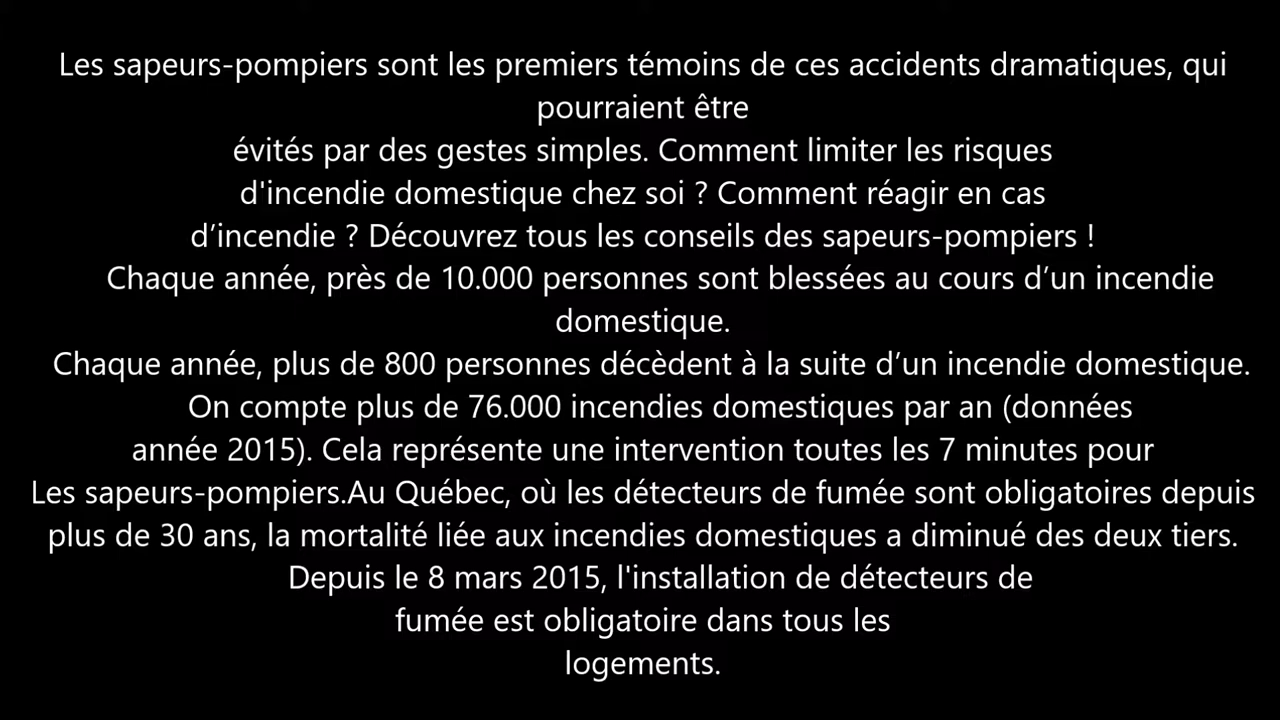 Les sapeurs-pompiers sont les premiers témoins de ces accidents dramatiques, qui
pourraient être
évités par des gestes simples. Comment limiter les risques
d'incendie domestique chez soi ? Comment réagir en cas
d’incendie ? Découvrez tous les conseils des sapeurs-pompiers !
Chaque année, près de 10.000 personnes sont blessées au cours d’un incendie
domestique.
Chaque année, plus de 800 personnes décèdent à la suite d’un incendie domestique.
On compte plus de 76.000 incendies domestiques par an (données
année 2015). Cela représente une intervention toutes les 7 minutes pour
Les sapeurs-pompiers.Au Québec, où les détecteurs de fumée sont obligatoires depuis
plus de 30 ans, la mortalité liée aux incendies domestiques a diminué des deux tiers.
Depuis le 8 mars 2015, l'installation de détecteurs de
fumée est obligatoire dans tous les
logements.